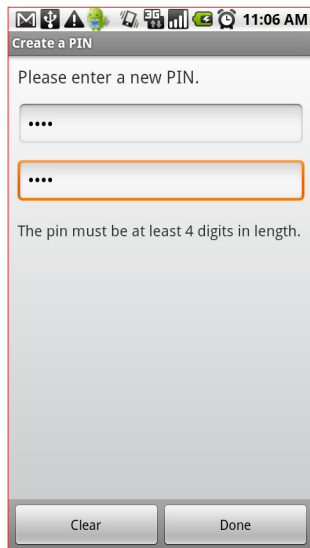 3G
11:06 AM
Create a PIN
Please enter a new PIN.
••••
••••
The pin must be at least 4 digits in length.
Clear
Done